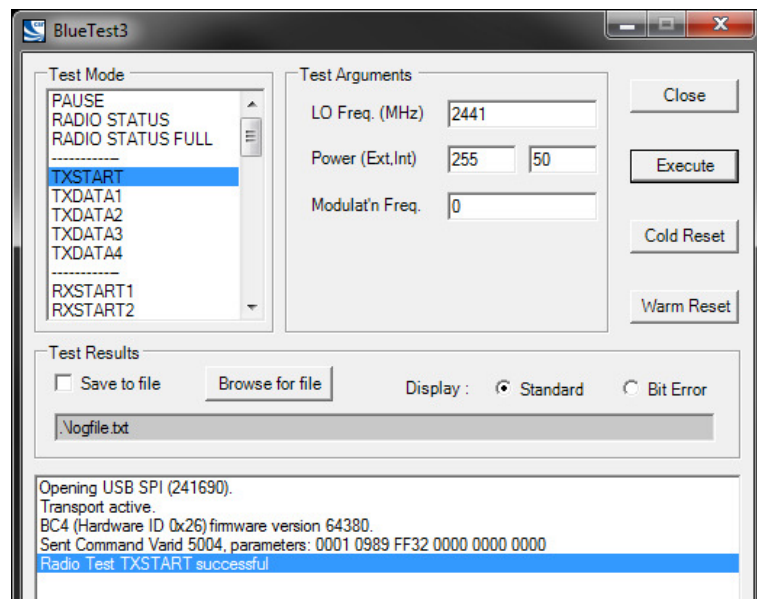 BlueTest3
Test Mode
PAUSE
RADIO STATUS
RADIO STATUS FULL
------------
TXSTART
TXDATA1
TXDATA2
TXDATA3
TXDATA4
------------
RXSTART1
RXSTART2
Test Arguments
LO Freq. (MHz) 2441
Power (Ext,Int) 255 50
Modulat'n Freq. 0
Close
Execute
Cold Reset
Warm Reset
Test Results
Save to file Browse for file Display : Standard Bit Error
.\logfile.txt
Opening USB SPI (241690).
Transport active.
BC4 (Hardware ID 0x26) firmware version 64380.
Sent Command Varid 5004, parameters: 0001 0989 FF32 0000 0000 0000
Radio Test TXSTART successful